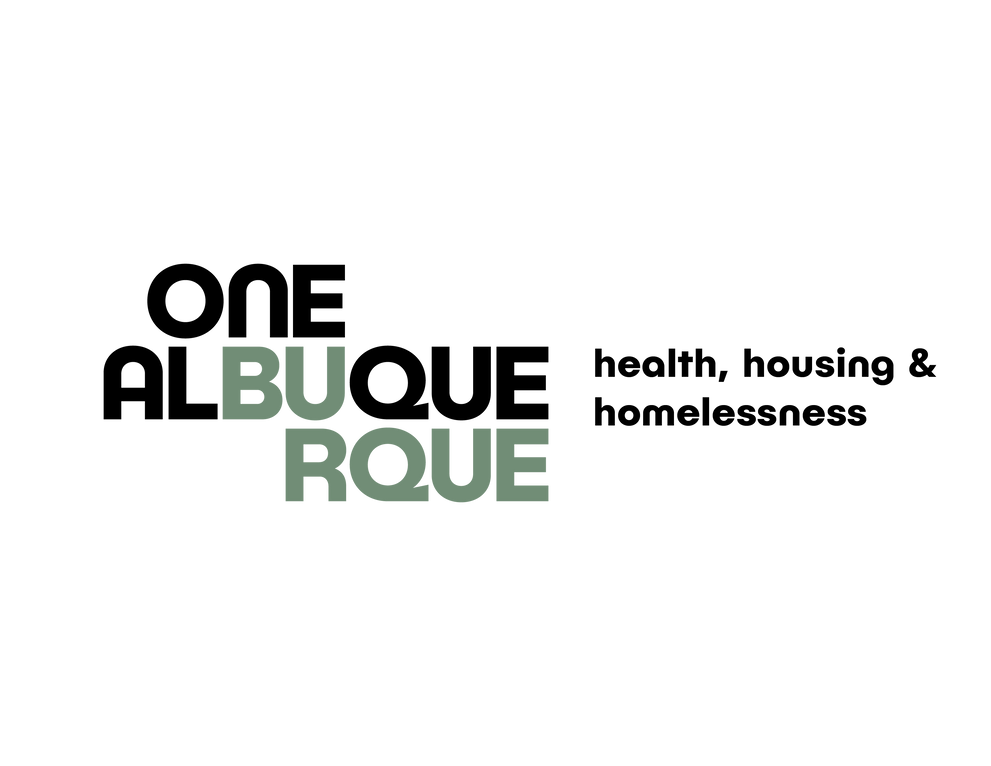 ONE
ALBUQUE
RQUE
health, housing &
homelessness